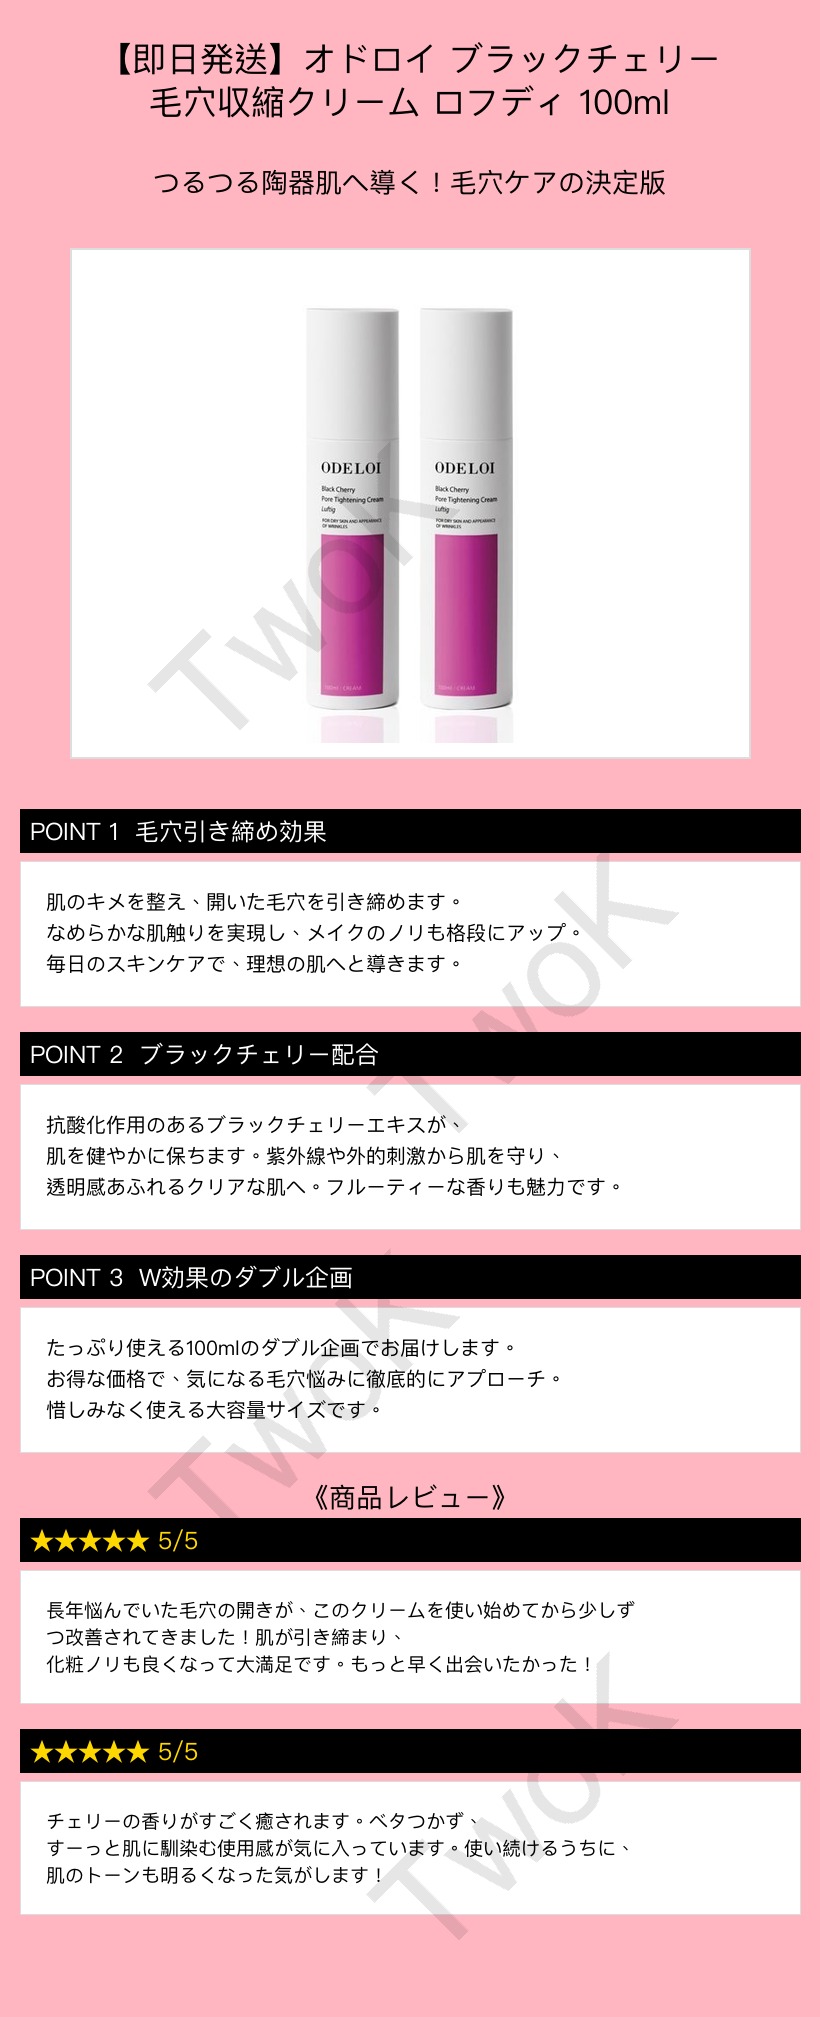 【即日発送】オドロイ ブラックチェリー
毛穴収縮クリーム ロフディ 100ml
つるつる陶器肌へ導く！毛穴ケアの決定版
ODELOI
Black Cherry
Pore Tightening Cream
Luftig
FOR DRY SKIN AND APPEARANCE
OF WRINKLES
100ml / CREAM
ODELOI
Black Cherry
Pore Tightening Cream
Luftig
FOR DRY SKIN AND APPEARANCE
OF WRINKLES
100ml / CREAM
TwoK
POINT 1 毛穴引き締め効果
肌のキメを整え、開いた毛穴を引き締めます。
なめらかな肌触りを実現し、メイクのノリも格段にアップ。
毎日のスキンケアで、理想の肌へと導きます。
TwoK
POINT 2 ブラックチェリー配合
抗酸化作用のあるブラックチェリーエキスが、
肌を健やかに保ちます。紫外線や外的刺激から肌を守り、
透明感あふれるクリアな肌へ。フルーティーな香りも魅力です。
POINT 3 W効果のダブル企画
たっぷり使える100mlのダブル企画でお届けします。
お得な価格で、気になる毛穴悩みに徹底的にアプローチ。
惜しみなく使える大容量サイズです。
TwoK
《商品レビュー》
★★★★★ 5/5
長年悩んでいた毛穴の開きが、このクリームを使い始めてから少しず
つ改善されてきました！肌が引き締まり、
化粧ノリも良くなって大満足です。もっと早く出会いたかった！
★★★★★ 5/5
チェリーの香りがすごく癒されます。ベタつかず、
すーっと肌に馴染む使用感が気に入っています。使い続けるうちに、
肌のトーンも明るくなった気がします！
TwoK